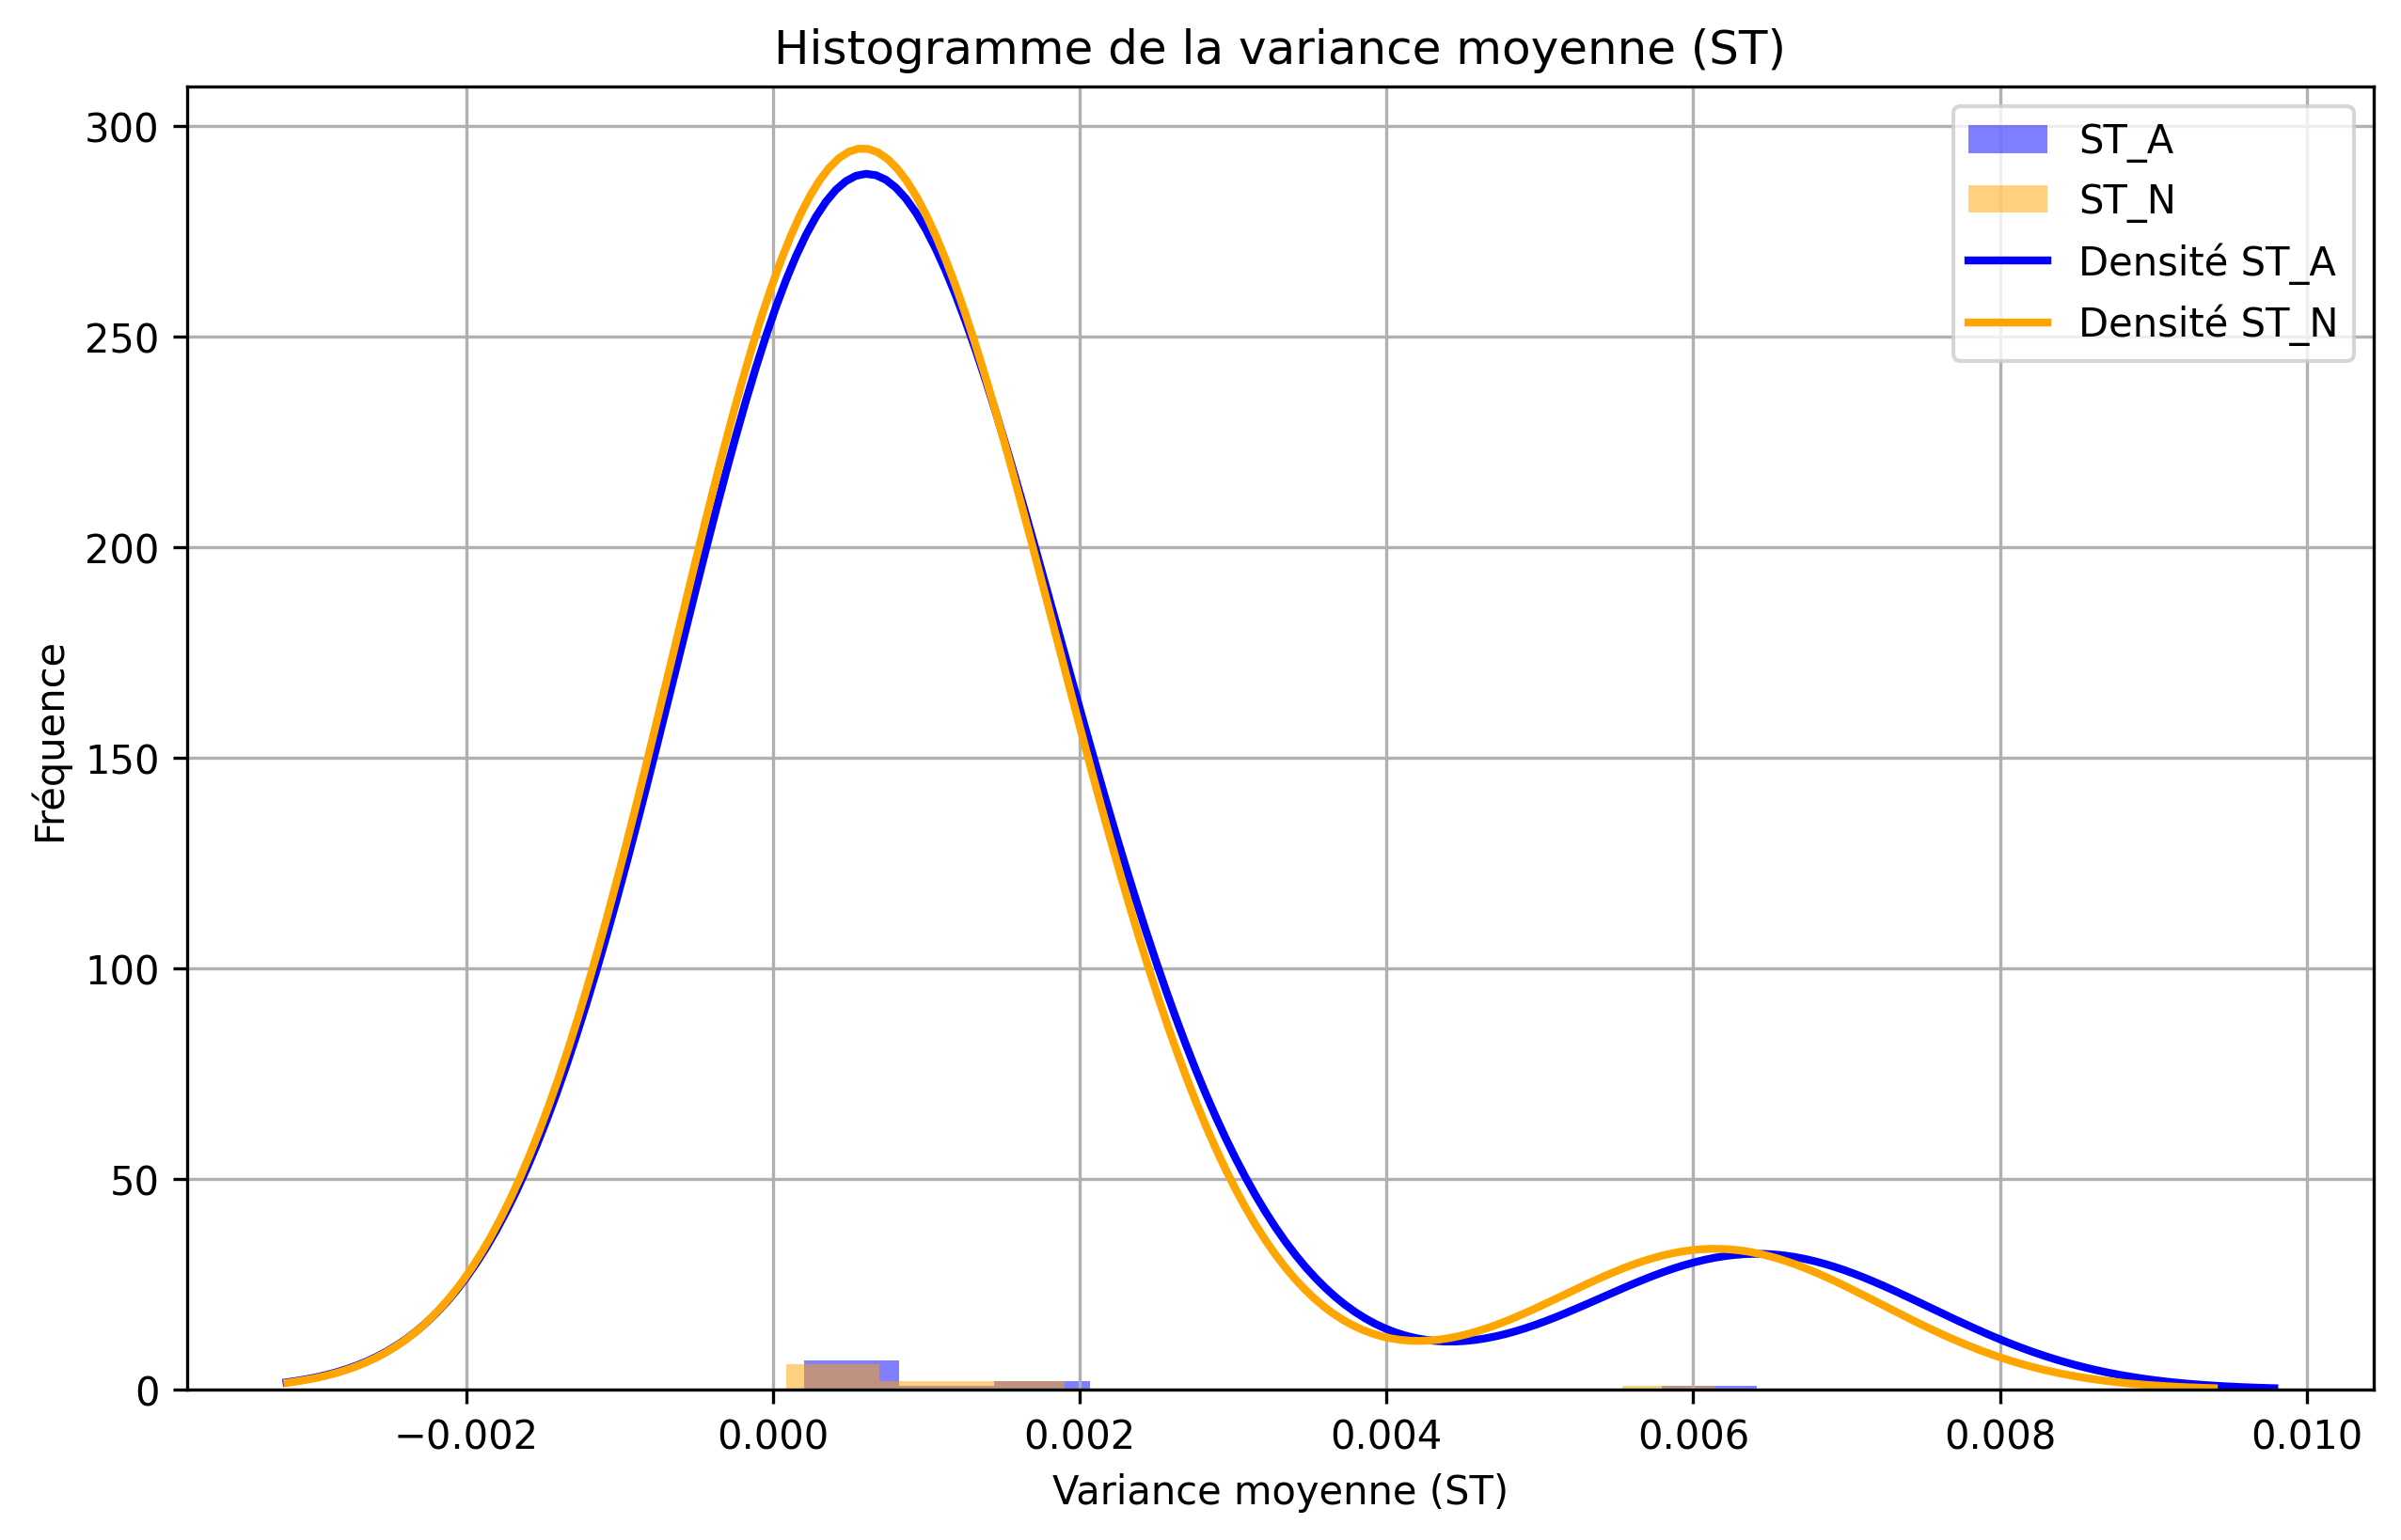 Histogramme de la variance moyenne (ST)
300
250
200
150
100
50
0
Fréquence
ST_A
ST_N
Densité ST_A
Densité ST_N
−0.002 0.000 0.002 0.004 0.006 0.008 0.010
Variance moyenne (ST)